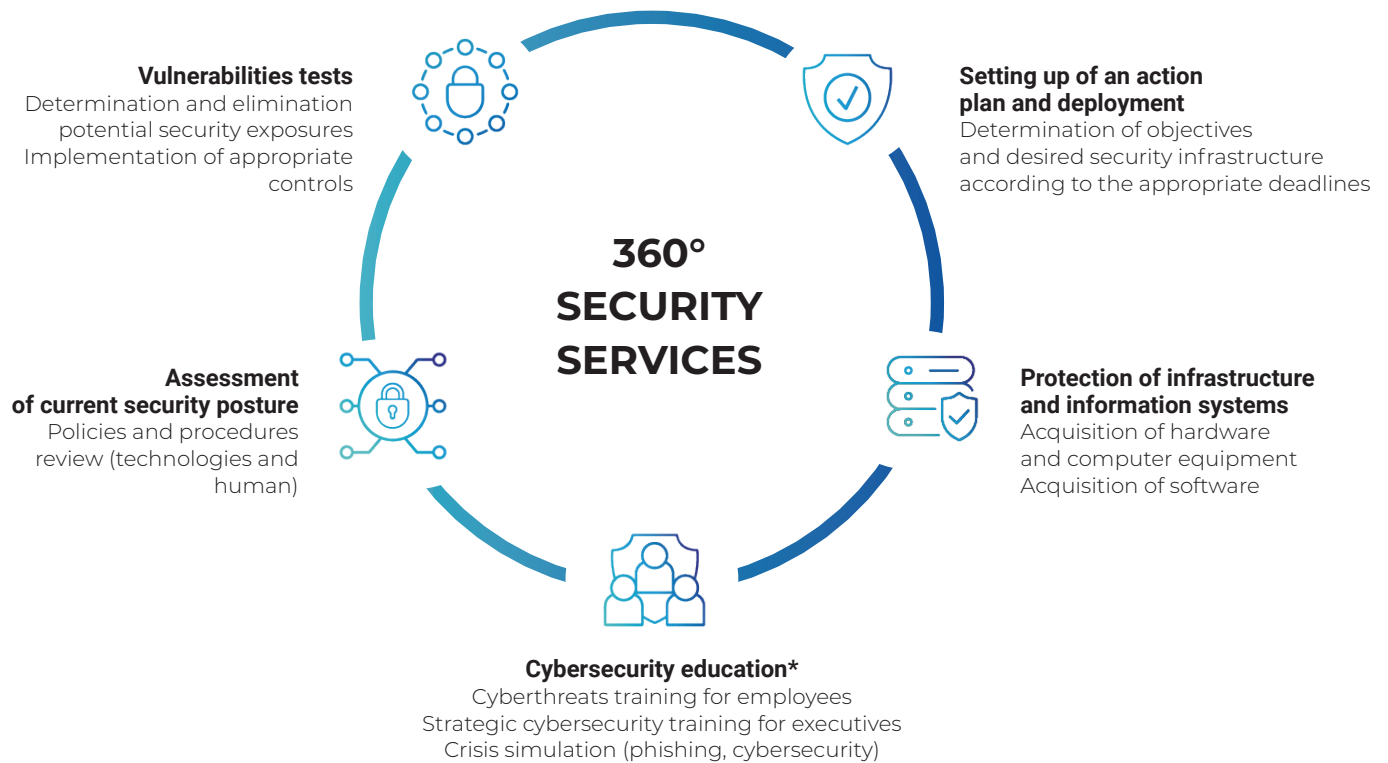 Vulnerabilities tests
Determination and elimination
potential security exposures
Implementation of appropriate
controls
Setting up of an action
plan and deployment
Determination of objectives
and desired security infrastructure
according to the appropriate deadlines
360°
SECURITY
SERVICES
Assessment
of current security posture
Policies and procedures
review (technologies and
human)
Protection of infrastructure
and information systems
Acquisition of hardware
and computer equipment
Acquisition of software
Cybersecurity education*
Cyberthreats training for employees
Strategic cybersecurity training for executives
Crisis simulation (phishing, cybersecurity)